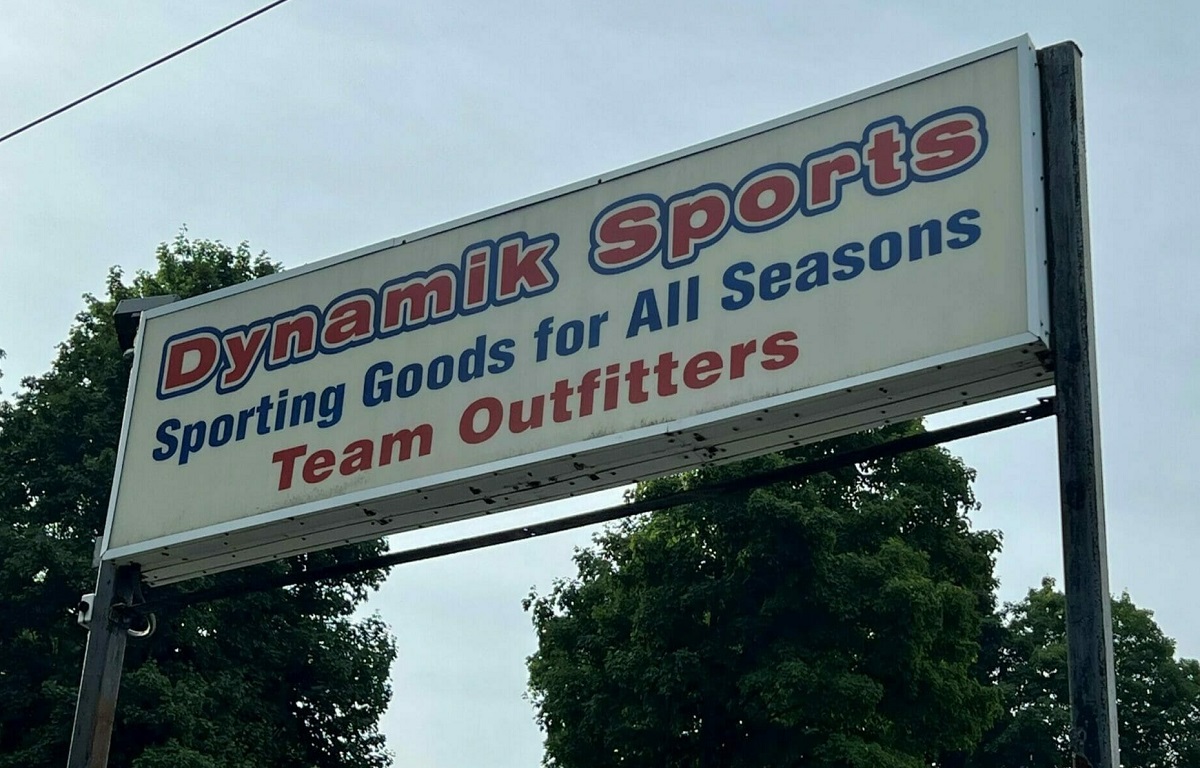 Dynamik Sports
Sporting Goods for All Seasons
Team Outfitters